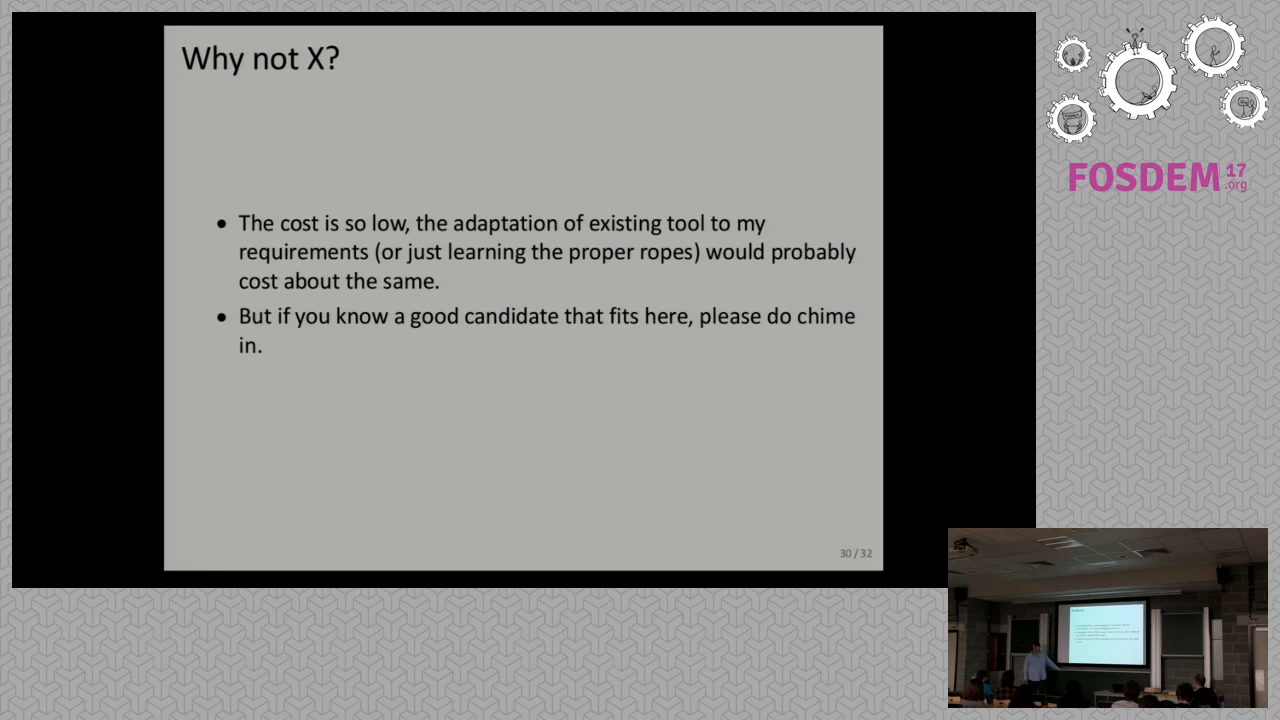 Why not X?
• The cost is so low, the adaptation of existing tool to my
requirements (or just learning the proper ropes) would probably
cost about the same.
• But if you know a good candidate that fits here, please do chime
in.
30 / 32
FOSDEM 17
.org